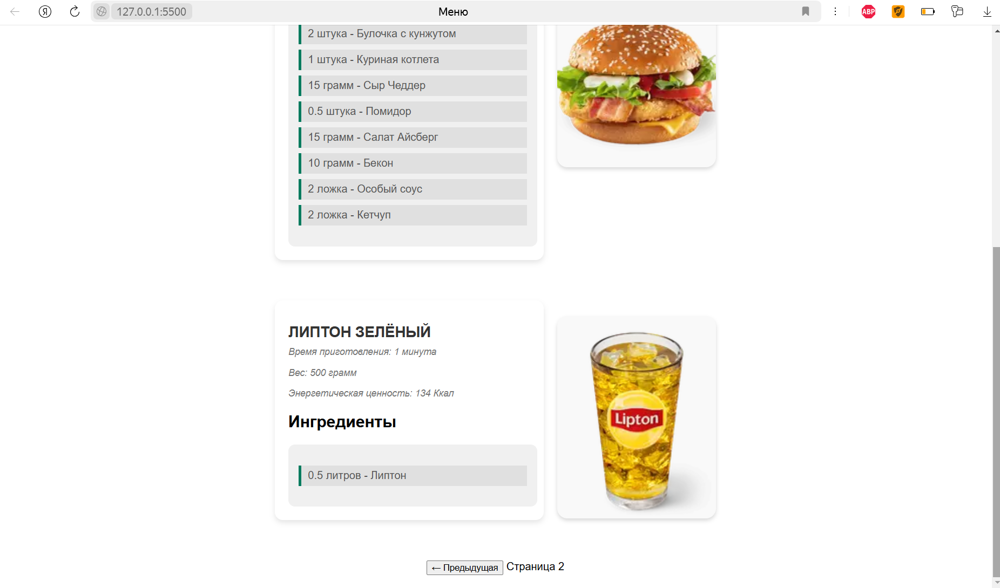 127.0.0.1:5500
Меню
ABP
2 штука - Булочка с кунжутом
1 штука - Куриная котлета
15 грамм - Сыр Чеддер
0.5 штука - Помидор
15 грамм - Салат Айсберг
10 грамм - Бекон
2 ложка - Особый соус
2 ложка - Кетчуп
ЛИПТОН ЗЕЛЁНЫЙ
Время приготовления: 1 минута
Вес: 500 грамм
Энергетическая ценность: 134 Ккал
Ингредиенты
0.5 литров - Липтон
Lipton
← Предыдущая Страница 2